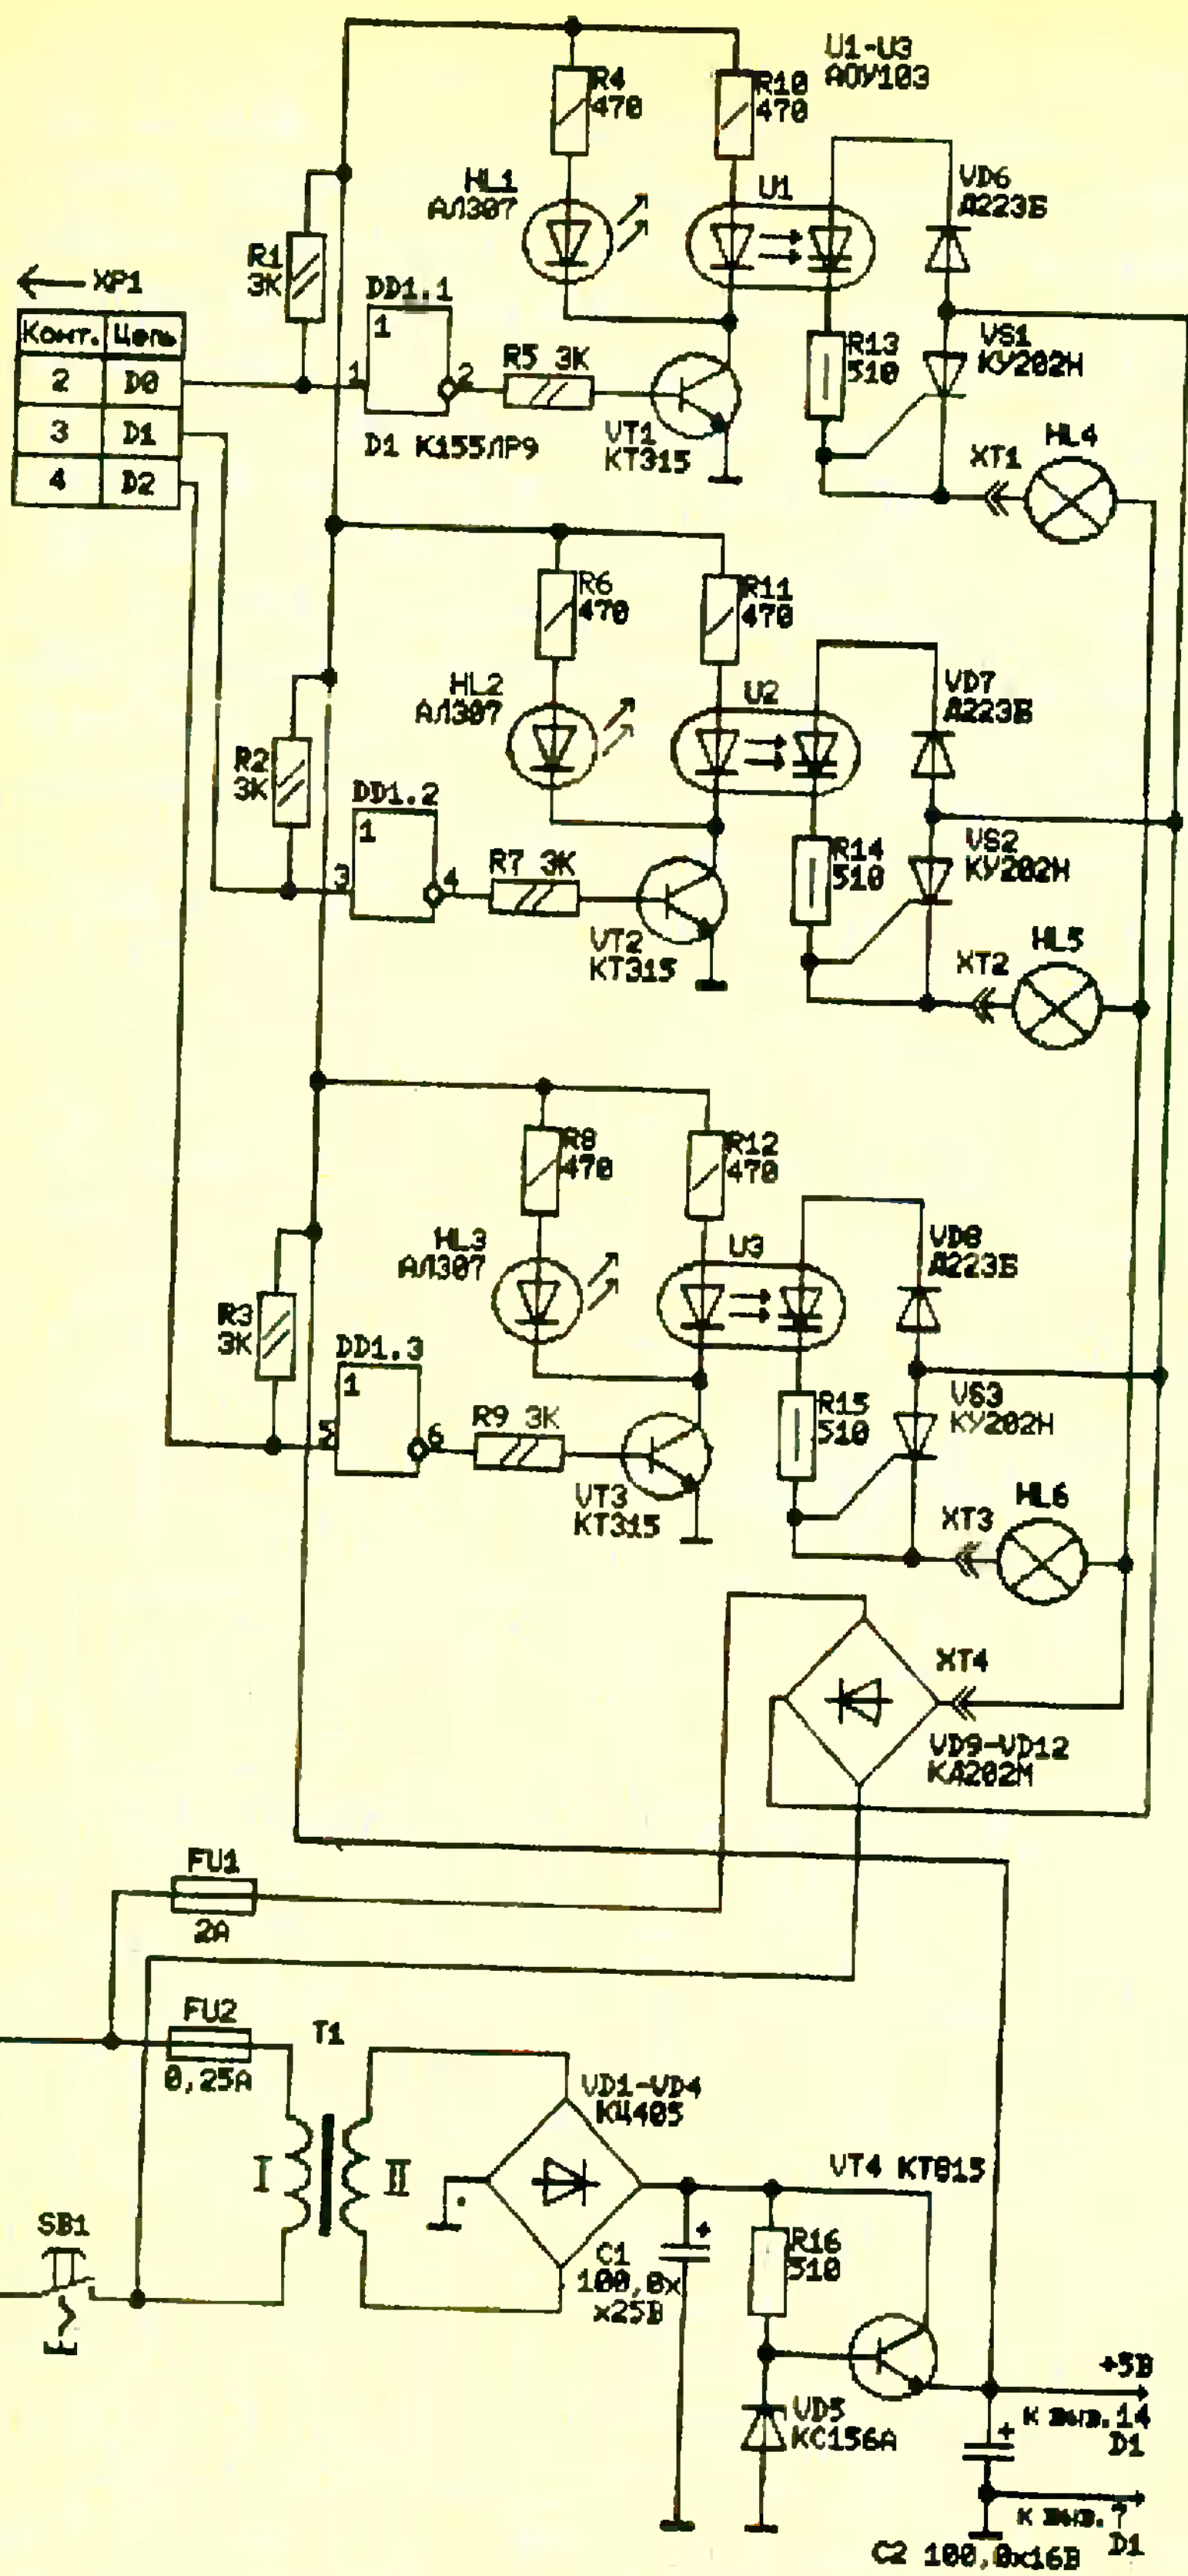 U1-U3
АОУ103
R4
470
R10
470
HL1
АЛ307
U1
VD6
Д223Б
R1
3К
← XP1
Конт. Цепь
2 D0
3 D1
4 D2
DD1.1
1
1
2
R5 3К
D1 К155ЛР9
VT1
КТ315
R13
510
VS1
КУ202Н
XT1
HL4
R6
470
R11
470
HL2
АЛ307
U2
VD7
Д223Б
R2
3К
DD1.2
1
3
4
R7 3К
VT2
КТ315
R14
510
VS2
КУ202Н
XT2
HL5
R8
470
R12
470
HL3
АЛ307
U3
VD8
Д223Б
R3
3К
DD1.3
1
5
6
R9 3К
VT3
КТ315
R15
510
VS3
КУ202Н
XT3
HL6
XT4
VD9-VD12
КД202М
FU1
2А
FU2
0,25А
T1
I
II
VD1-VD4
КЦ405
SB1
C1
100,0х
х25В
VT4 КТ815
R16
510
VD5
КС156А
+5В
к выв.14
D1
к выв.7
D1
C2 100,0х16В